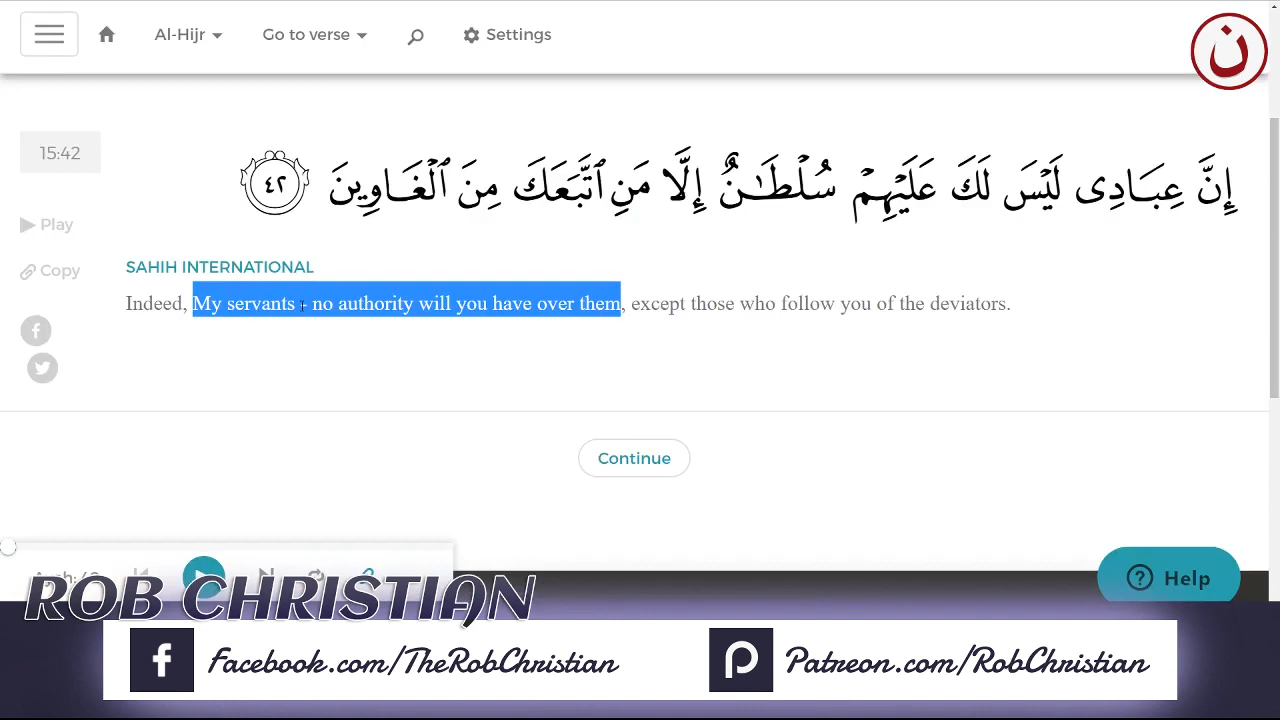 Al-Hijr Go to verse Settings
ن
15:42
إِنَّ عِبَادِى لَيْسَ لَكَ عَلَيْهِمْ سُلْطَـٰنٌ إِلَّا مَنِ ٱتَّبَعَكَ مِنَ ٱلْغَاوِينَ ٤٢
Play
Copy
SAHIH INTERNATIONAL
Indeed, My servants - no authority will you have over them, except those who follow you of the deviators.
Continue
Help
ROB CHRISTIAN
Facebook.com/TheRobChristian Patreon.com/RobChristian